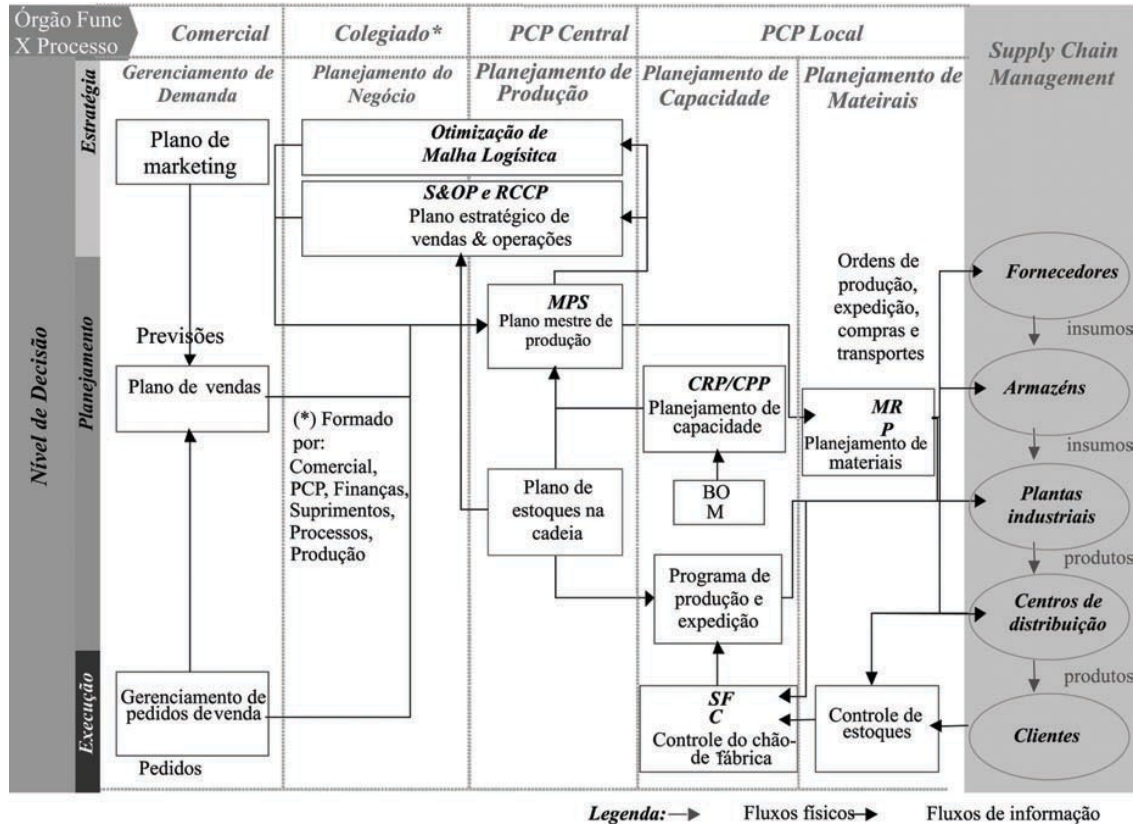 Órgão Func
X Processo
Comercial
Colegiado*
PCP Central
PCP Local
Supply Chain
Management
Gerenciamento de
Demanda
Planejamento do
Negócio
Planejamento de
Produção
Planejamento de
Capacidade
Planejamento de
Mateirais
Nível de Decisão
Estratégia
Planejamento
Execução
Plano de
marketing
Otimização de
Malha Logísitca
S&OP e RCCP
Plano estratégico de
vendas & operações
Previsões
Plano de vendas
(*) Formado
por:
Comercial,
PCP, Finanças,
Suprimentos,
Processos,
Produção
MPS
Plano mestre de
produção
Plano de
estoques na
cadeia
CRP/CPP
Planejamento de
capacidade
BO
M
Programa de
produção e
expedição
Ordens de
produção,
expedição,
compras e
transportes
MR
P
Planejamento de
materiais
Gerenciamento de
pedidos de venda
Pedidos
SF
C
Controle do chão-
de fábrica
Controle de
estoques
Fornecedores
insumos
Armazéns
insumos
Plantas
industriais
produtos
Centros de
distribuição
produtos
Clientes
Legenda: Fluxos físicos Fluxos de informação